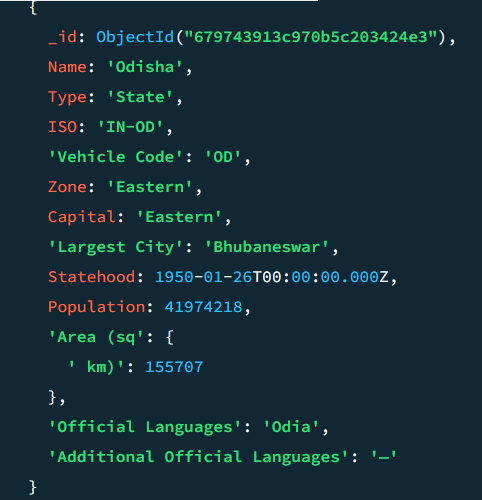 {
_id: ObjectId("679743913c970b5c203424e3"),
Name: 'Odisha',
Type: 'State',
ISO: 'IN-OD',
'Vehicle Code': 'OD',
Zone: 'Eastern',
Capital: 'Eastern',
'Largest City': 'Bhubaneswar',
Statehood: 1950-01-26T00:00:00.000Z,
Population: 41974218,
'Area (sq': {
' km)': 155707
},
'Official Languages': 'Odia',
'Additional Official Languages': '—'
}